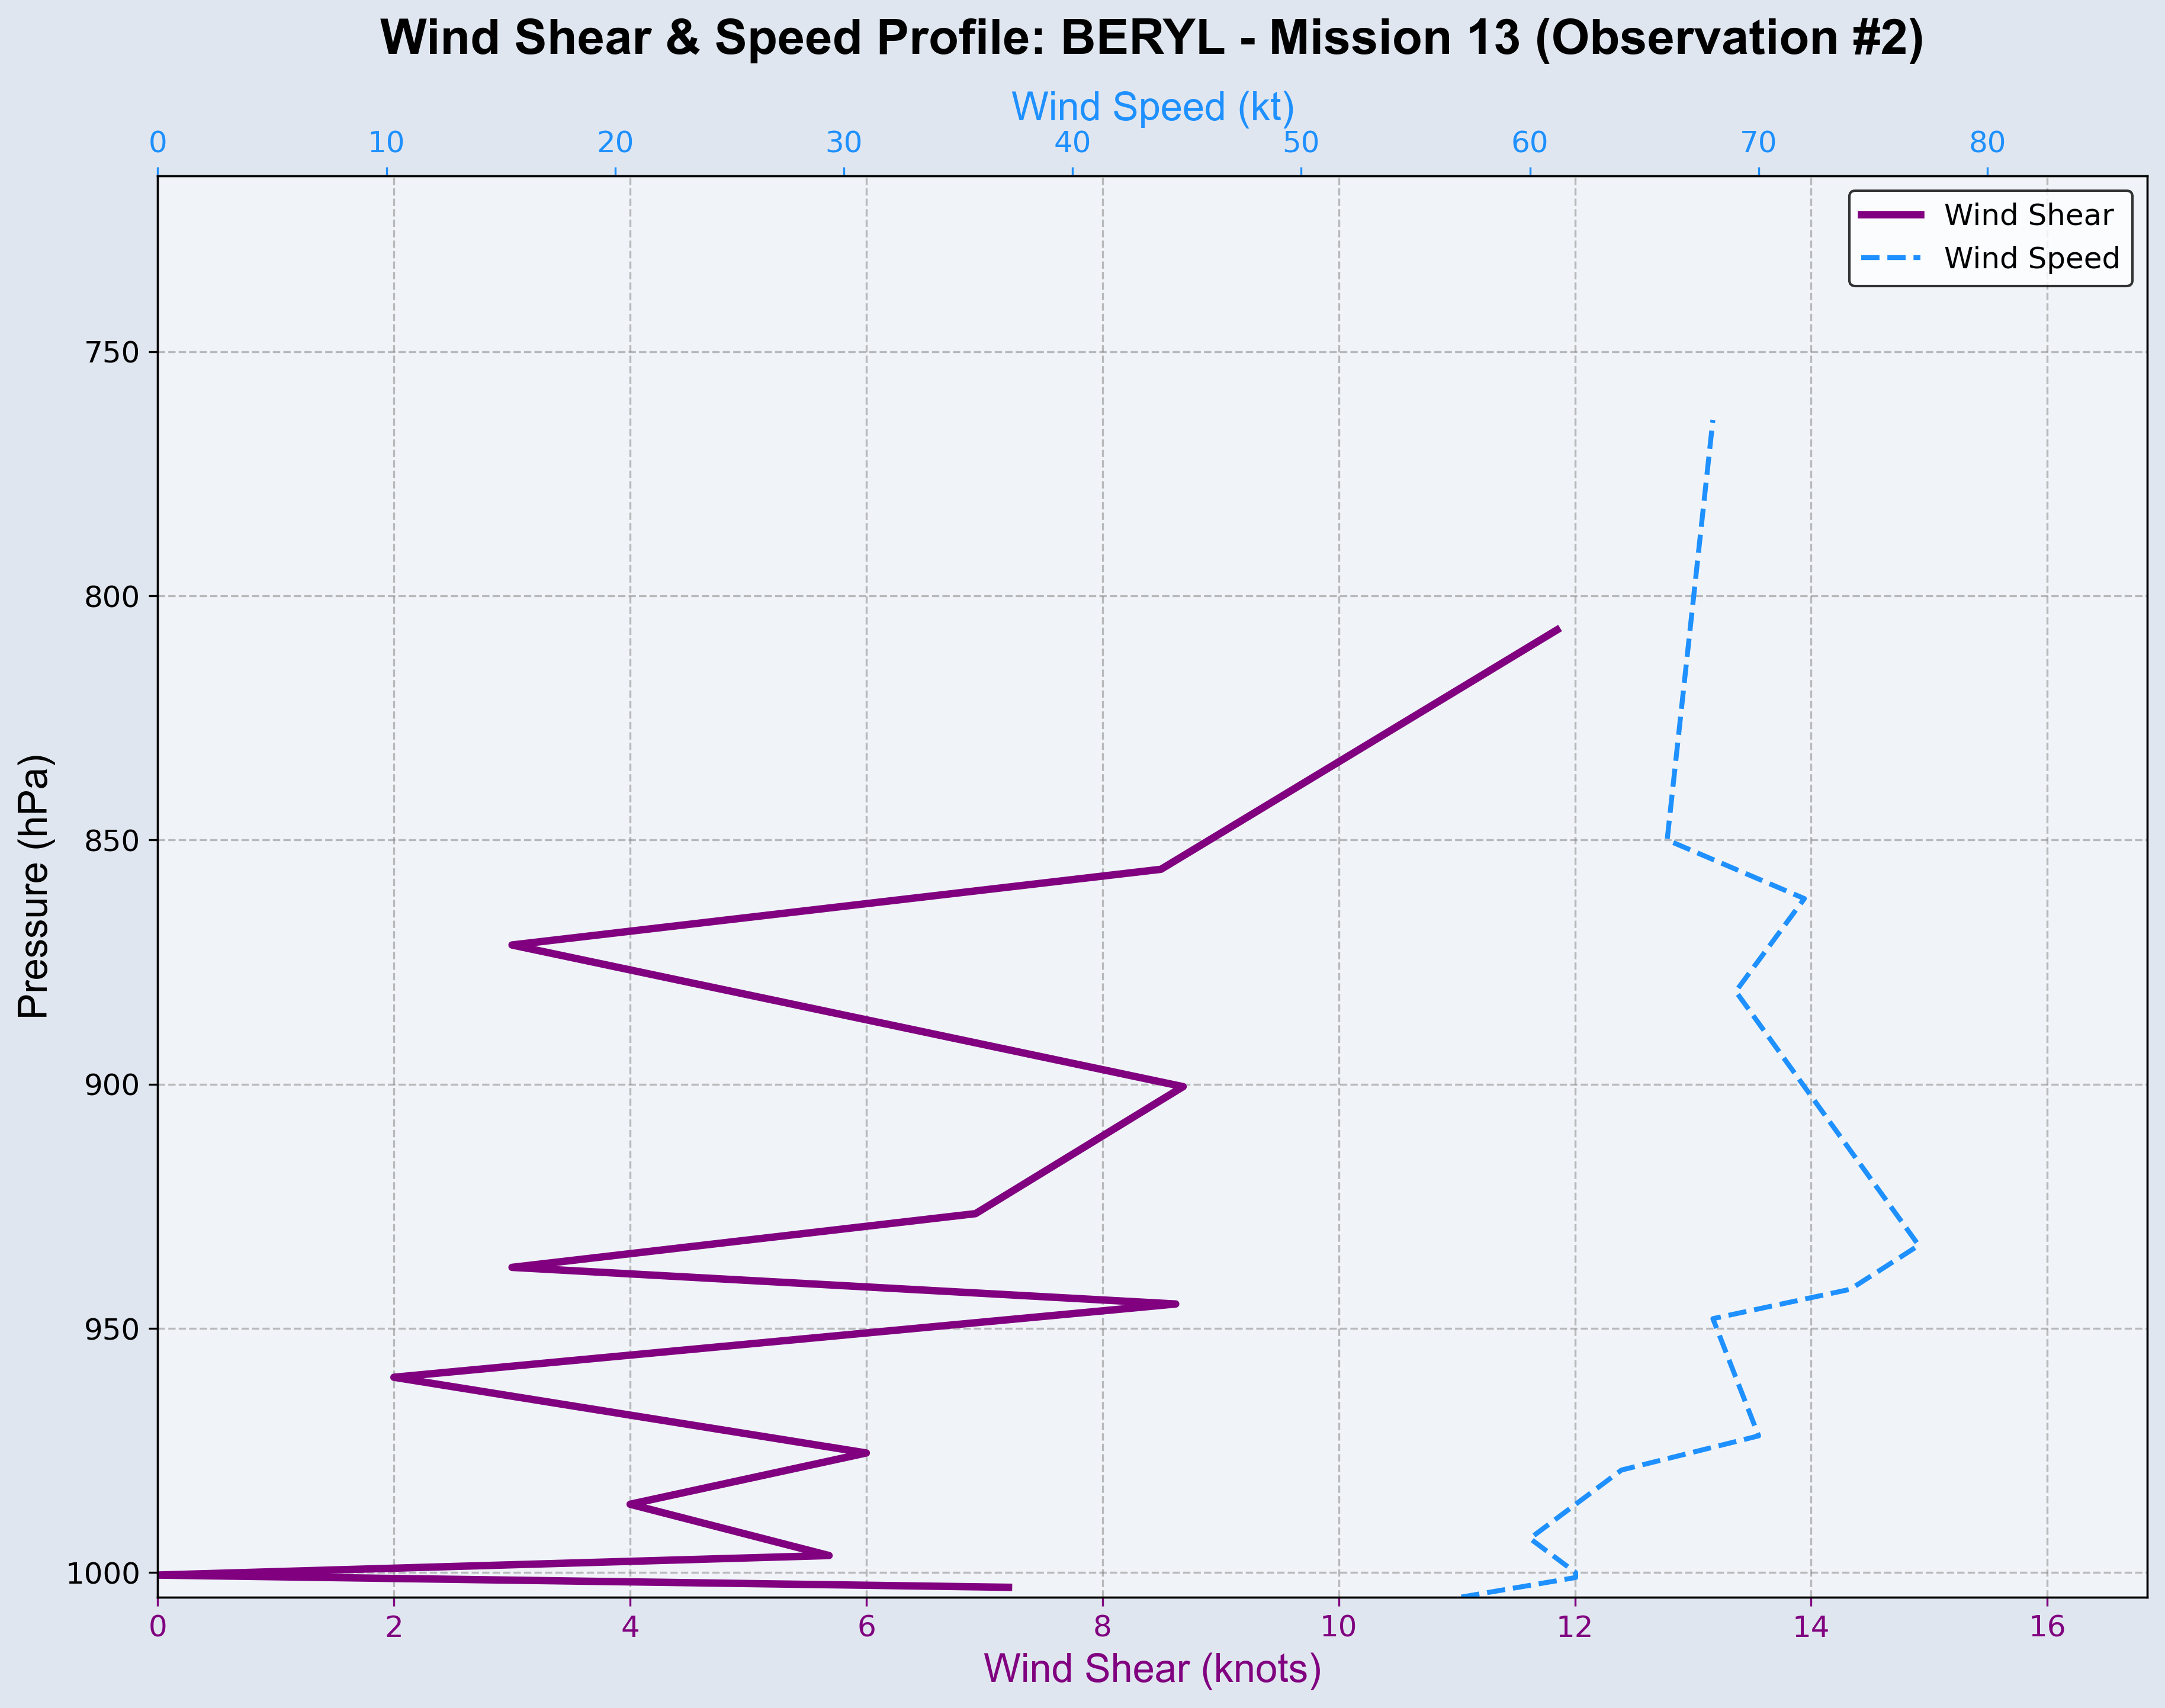 Wind Shear & Speed Profile: BERYL - Mission 13 (Observation #2)
Wind Speed (kt)
0 10 20 30 40 50 60 70 80
Wind Shear
Wind Speed
Pressure (hPa)
750
800
850
900
950
1000
0 2 4 6 8 10 12 14 16
Wind Shear (knots)